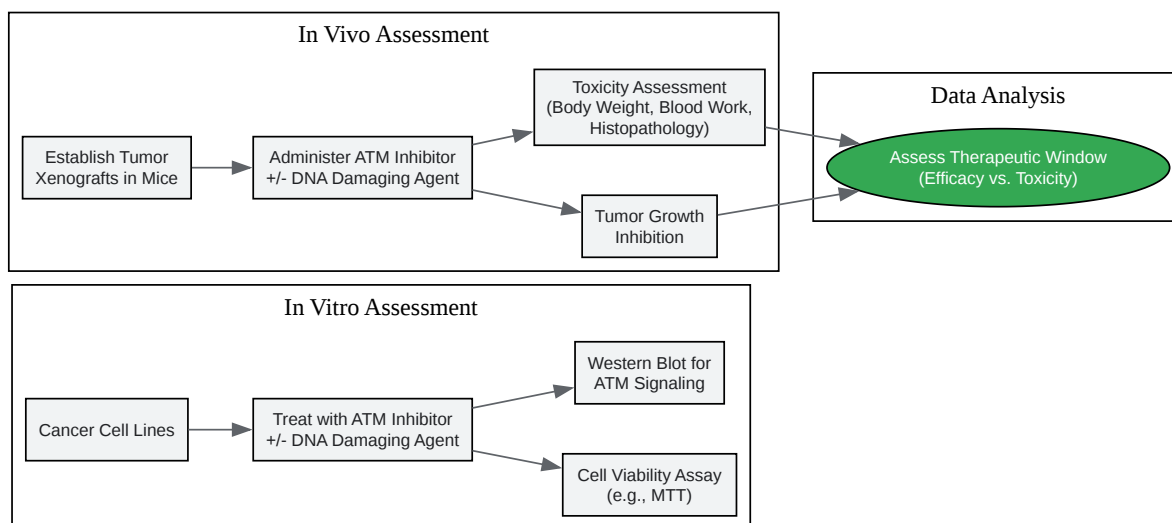 In Vivo Assessment
Establish Tumor
Xenografts in Mice
Administer ATM Inhibitor
+/- DNA Damaging Agent
Toxicity Assessment
(Body Weight, Blood Work,
Histopathology)
Tumor Growth
Inhibition
Data Analysis
Assess Therapeutic Window
(Efficacy vs. Toxicity)
In Vitro Assessment
Cancer Cell Lines
Treat with ATM Inhibitor
+/- DNA Damaging Agent
Western Blot for
ATM Signaling
Cell Viability Assay
(e.g., MTT)